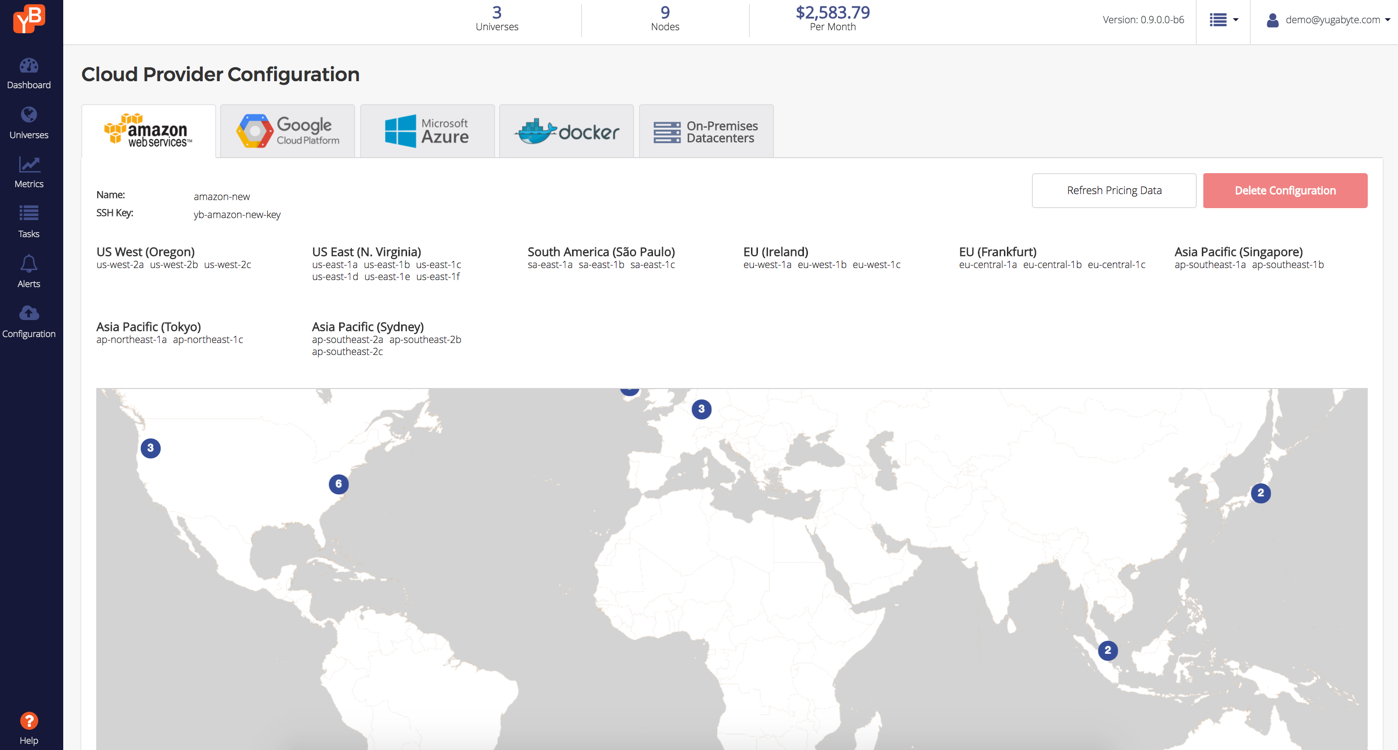 YB
3
Universes
9
Nodes
$2,583.79
Per Month
Version: 0.9.0.0-b6
demo@yugabyte.com
Dashboard
Universes
Metrics
Tasks
Alerts
Configuration
? 
Help
Cloud Provider Configuration
amazon
web services™
Google
Cloud Platform
Microsoft
Azure
docker
On-Premises
Datacenters
Name: amazon-new
SSH Key: yb-amazon-new-key
Refresh Pricing Data
Delete Configuration
US West (Oregon)
us-west-2a us-west-2b us-west-2c
US East (N. Virginia)
us-east-1a us-east-1b us-east-1c
us-east-1d us-east-1e us-east-1f
South America (São Paulo)
sa-east-1a sa-east-1b sa-east-1c
EU (Ireland)
eu-west-1a eu-west-1b eu-west-1c
EU (Frankfurt)
eu-central-1a eu-central-1b eu-central-1c
Asia Pacific (Singapore)
ap-southeast-1a ap-southeast-1b
Asia Pacific (Tokyo)
ap-northeast-1a ap-northeast-1c
Asia Pacific (Sydney)
ap-southeast-2a ap-southeast-2b
ap-southeast-2c
3
3
6
2
2